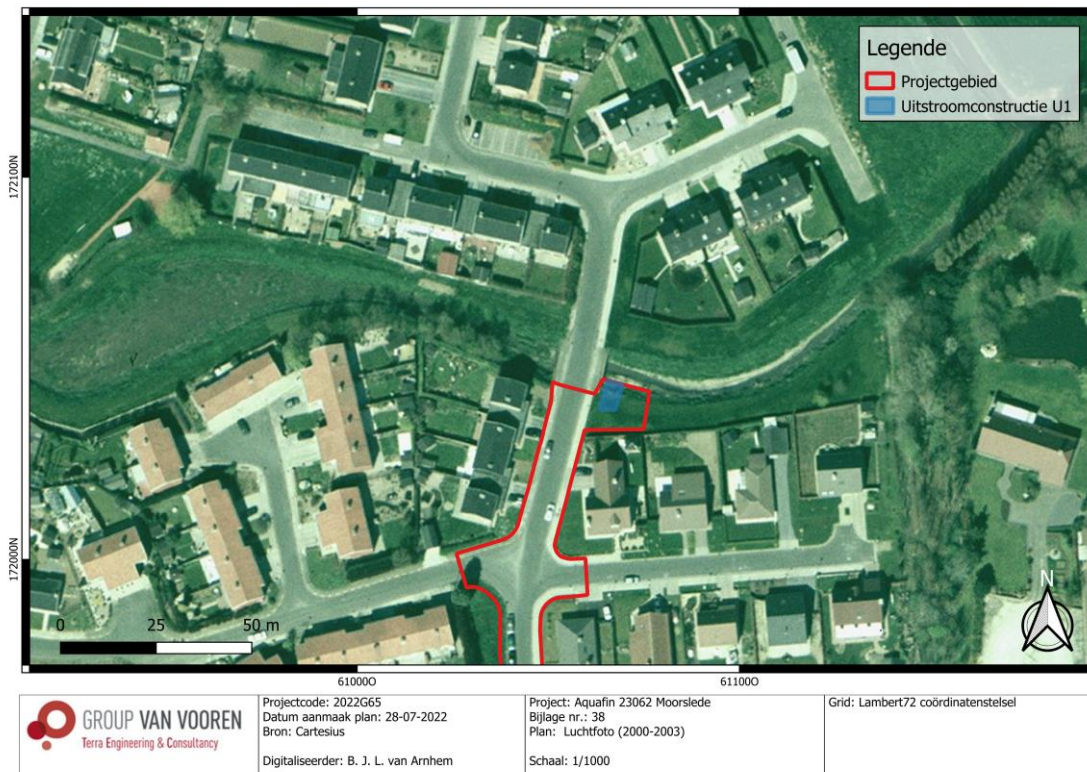 Legende
Projectgebied
Uitstroomconstructie U1
172100N
172000N
N
0 25 50 m
610000 611000
GROUP VAN VOOREN
Terra Engineering & Consultancy
Projectcode: 2022G65
Datum aanmaak plan: 28-07-2022
Bron: Cartesius
Digitaliseerder: B. J. L. van Arnhem
Project: Aquafin 23062 Moorslede
Bijlage nr.: 38
Plan: Luchtfoto (2000-2003)
Schaal: 1/1000
Grid: Lambert72 coördinatenstelsel